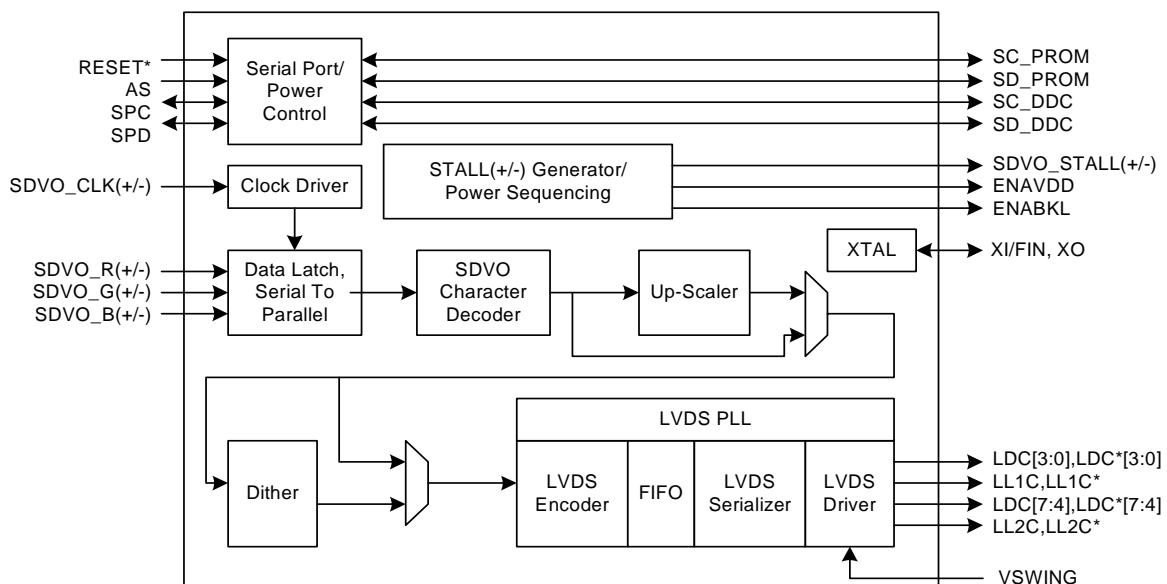 RESET*
AS
SPC
SPD
Serial Port/
Power
Control
SC_PROM
SD_PROM
SC_DDC
SD_DDC
SDVO_CLK(+/-)
Clock Driver
STALL(+/-) Generator/
Power Sequencing
SDVO_STALL(+/-)
ENAVDD
ENABKL
XTAL
XI/FIN, XO
SDVO_R(+/-)
SDVO_G(+/-)
SDVO_B(+/-)
Data Latch,
Serial To
Parallel
SDVO
Character
Decoder
Up-Scaler
Dither
LVDS PLL
LVDS
Encoder
FIFO
LVDS
Serializer
LVDS
Driver
LDC[3:0],LDC*[3:0]
LL1C,LL1C*
LDC[7:4],LDC*[7:4]
LL2C,LL2C*
VSWING